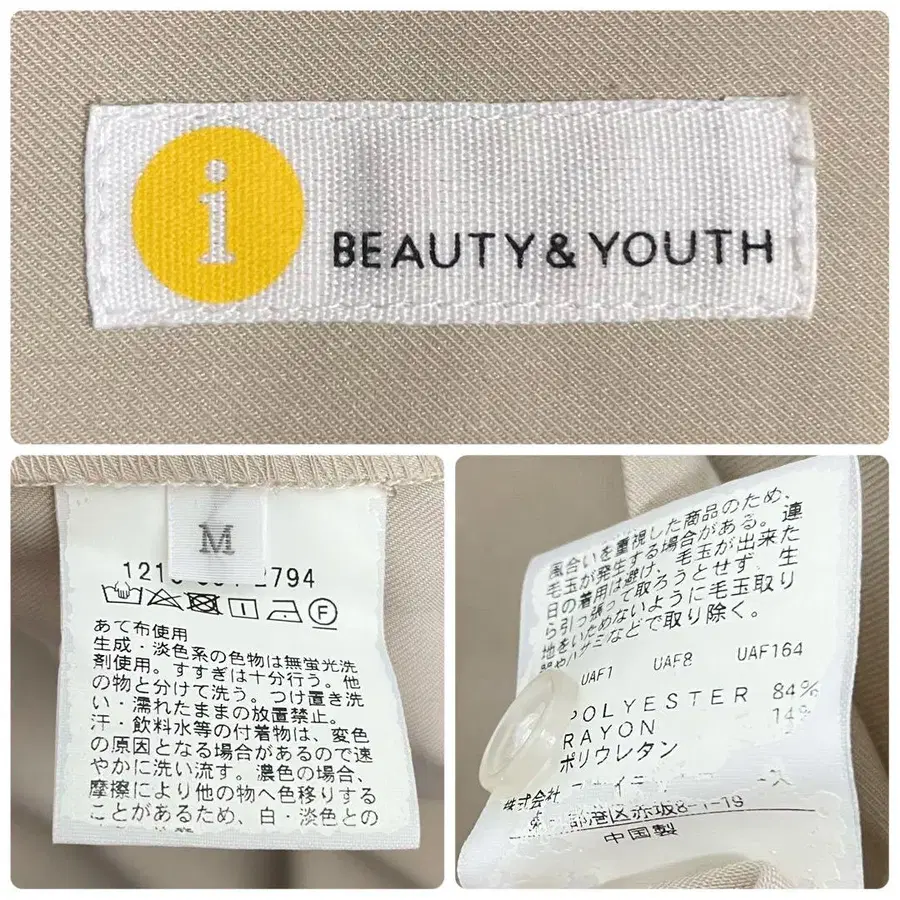 i
BEAUTY & YOUTH
M
2794
F
あて布使用
生成・淡色系の色物は無蛍光洗
剤使用。すすぎは十分行う。他
の物と分けて洗う。つけ置き洗
い・濡れたままの放置禁止。
汗・飲料水等の付着物は、変色
の原因となる場合があるので速
やかに洗い流す。濃色の場合、
摩擦により他の物へ色移りする
ことがあるため、白・淡色との
風合いを重視した商品のため、
毛玉が発生する場合がある。連
日の着用は避け、毛玉が出来た
ら引っ張って取ろうとせず、生
地をいためないように毛玉取り
やハサミなどで取り除く。
UAF1 UAF8 UAF164
POLYESTER 84%
RAYON 14%
ポリウレタン
株式会社
港区赤坂8-1-19
中国製